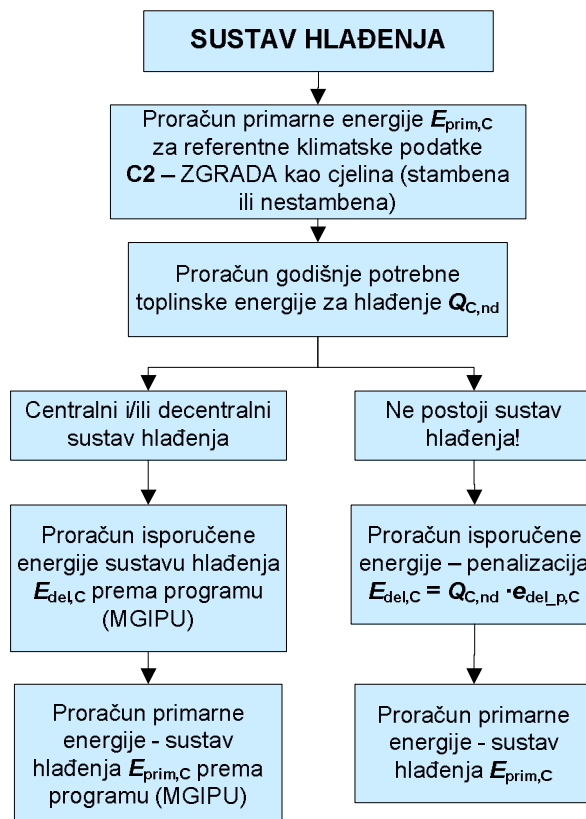 SUSTAV HLAĐENJA
Proračun primarne energije Eprim,C
za referentne klimatske podatke
C2 – ZGRADA kao cjelina (stambena
ili nestambena)
Proračun godišnje potrebne
toplinske energije za hlađenje QC,nd
Centralni i/ili decentralni
sustav hlađenja
Ne postoji sustav
hlađenja!
Proračun isporučene
energije sustavu hlađenja
Edel,C prema programu
(MGIPU)
Proračun isporučene
energije – penalizacija
Edel,C = QC,nd ·edel_p,C
Proračun primarne
energije - sustav
hlađenja Eprim,C prema
programu (MGIPU)
Proračun primarne
energije - sustav
hlađenja Eprim,C